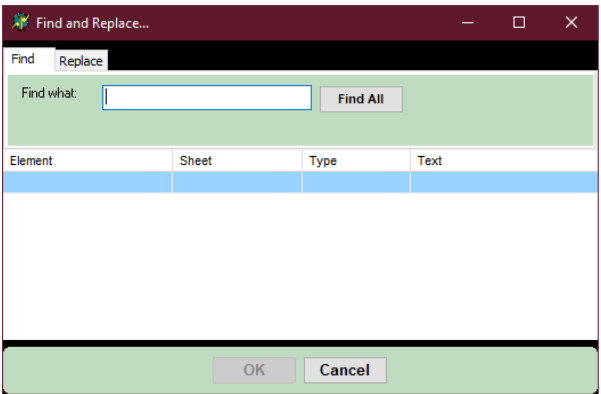 Find and Replace...
Find Replace
Find what: Find All
Element Sheet Type Text
OK Cancel